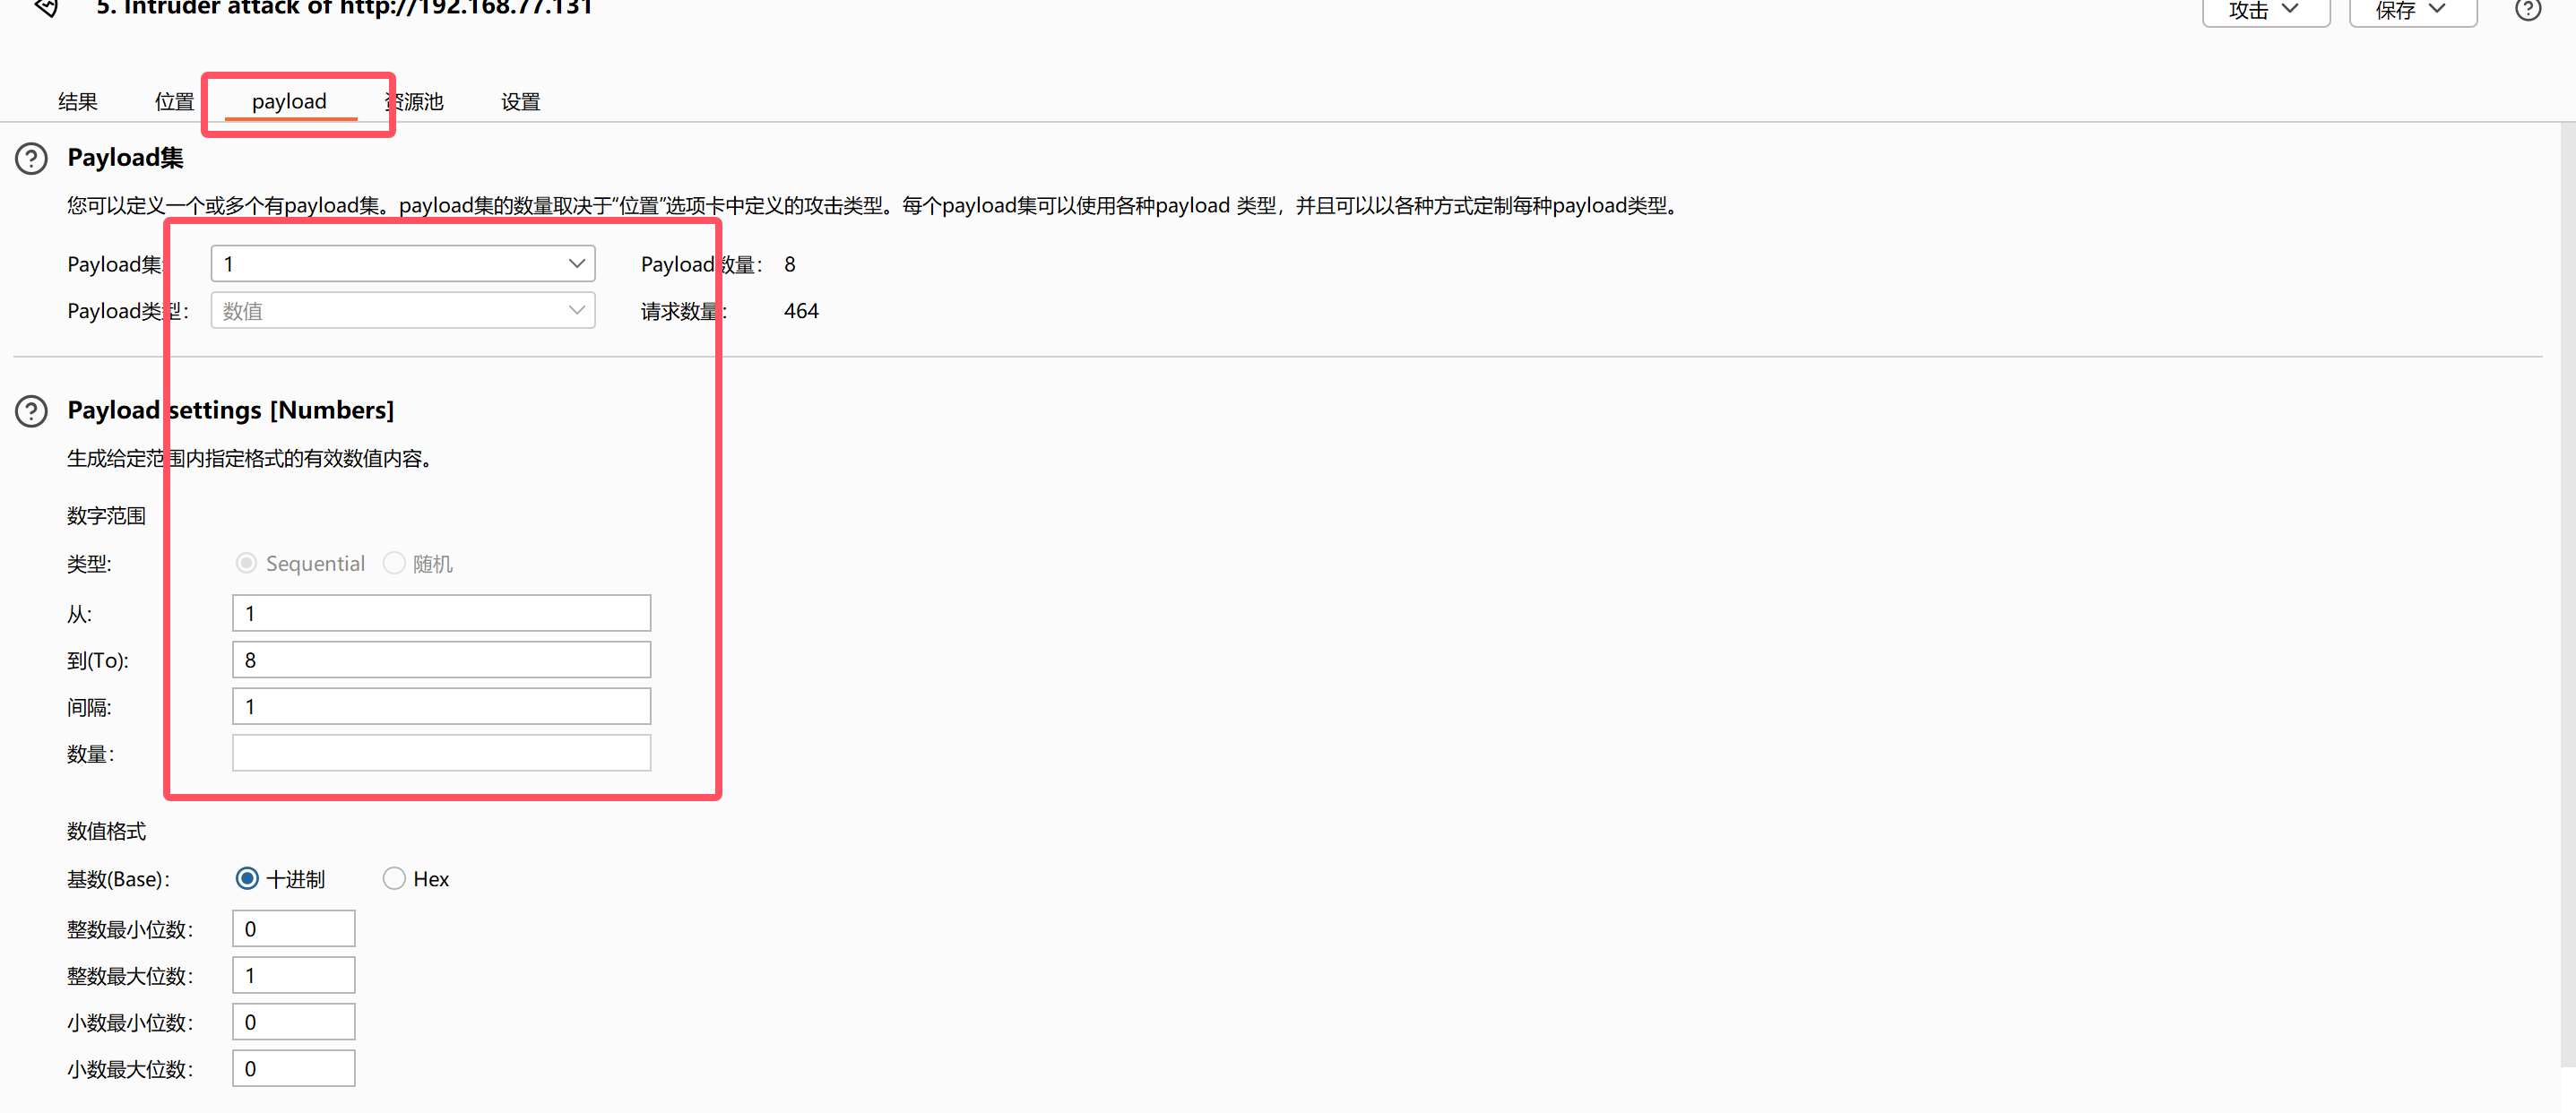 5. Intruder attack of http://192.168.77.131
攻击
保存
结果 位置 payload 资源池 设置
Payload集
您可以定义一个或多个有payload集。payload集的数量取决于“位置”选项卡中定义的攻击类型。每个payload集可以使用各种payload 类型，并且可以以各种方式定制每种payload类型。
Payload集: 1 Payload数量: 8
Payload类型: 数值 请求数量: 464
Payload settings [Numbers]
生成给定范围内指定格式的有效数值内容。
数字范围
类型: Sequential 随机
从: 1
到(To): 8
间隔: 1
数量:
数值格式
基数(Base): 十进制 Hex
整数最小位数: 0
整数最大位数: 1
小数最小位数: 0
小数最大位数: 0